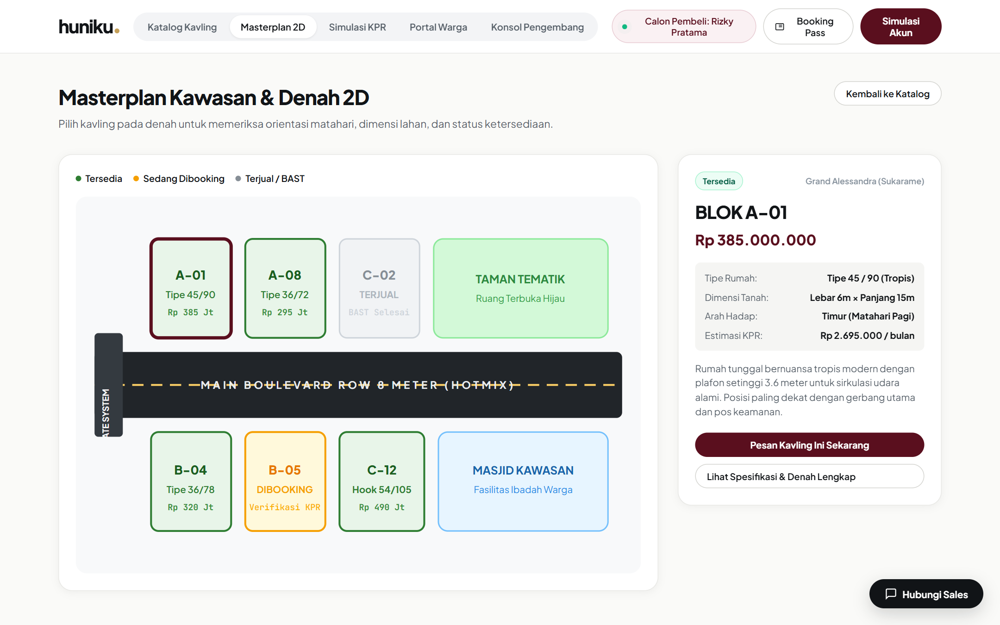 huniku.
Katalog Kavling
Masterplan 2D
Simulasi KPR
Portal Warga
Konsol Pengembang
Calon Pembeli: Rizky
Pratama
Booking
Pass
Simulasi
Akun
Masterplan Kawasan & Denah 2D
Kembali ke Katalog
Pilih kavling pada denah untuk memeriksa orientasi matahari, dimensi lahan, dan status ketersediaan.
Tersedia
Sedang Dibooking
Terjual / BAST
A-01
Tipe 45/90
Rp 385 Jt
A-08
Tipe 36/72
Rp 295 Jt
C-02
TERJUAL
BAST Selesai
TAMAN TEMATIK
Ruang Terbuka Hijau
MAIN BOULEVARD ROW 8 METER (HOTMIX)
ATE SYSTEM
B-04
Tipe 36/78
Rp 320 Jt
B-05
DIBOOKING
Verifikasi KPR
C-12
Hook 54/105
Rp 490 Jt
MASJID KAWASAN
Fasilitas Ibadah Warga
Tersedia
Grand Alessandra (Sukarame)
BLOK A-01
Rp 385.000.000
Tipe Rumah: Tipe 45 / 90 (Tropis)
Dimensi Tanah: Lebar 6m × Panjang 15m
Arah Hadap: Timur (Matahari Pagi)
Estimasi KPR: Rp 2.695.000 / bulan
Rumah tunggal bernuansa tropis modern dengan
plafon setinggi 3.6 meter untuk sirkulasi udara
alami. Posisi paling dekat dengan gerbang utama
dan pos keamanan.
Pesan Kavling Ini Sekarang
Lihat Spesifikasi & Denah Lengkap
Hubungi Sales